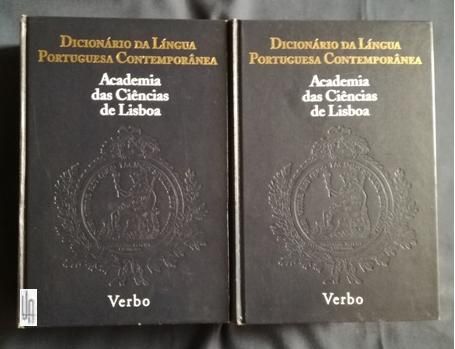 DICIONÁRIO DA LÍNGUA
PORTUGUESA CONTEMPORÂNEA
Academia
das Ciências
de Lisboa
Verbo
DICIONÁRIO DA LÍNGUA
PORTUGUESA CONTEMPORÂNEA
Academia
das Ciências
de Lisboa
Verbo